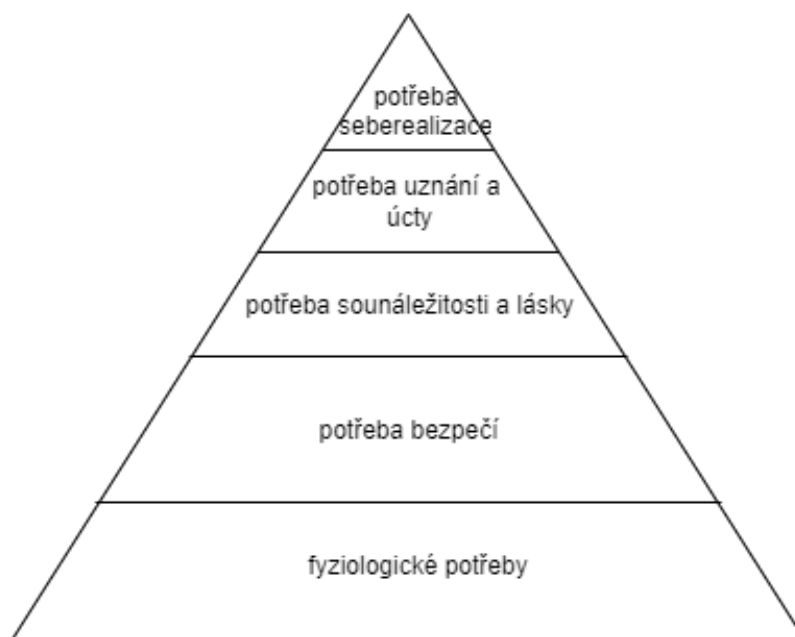 potřeba
seberealizace
potřeba uznání a
úcty
potřeba sounáležitosti a lásky
potřeba bezpečí
fyziologické potřeby